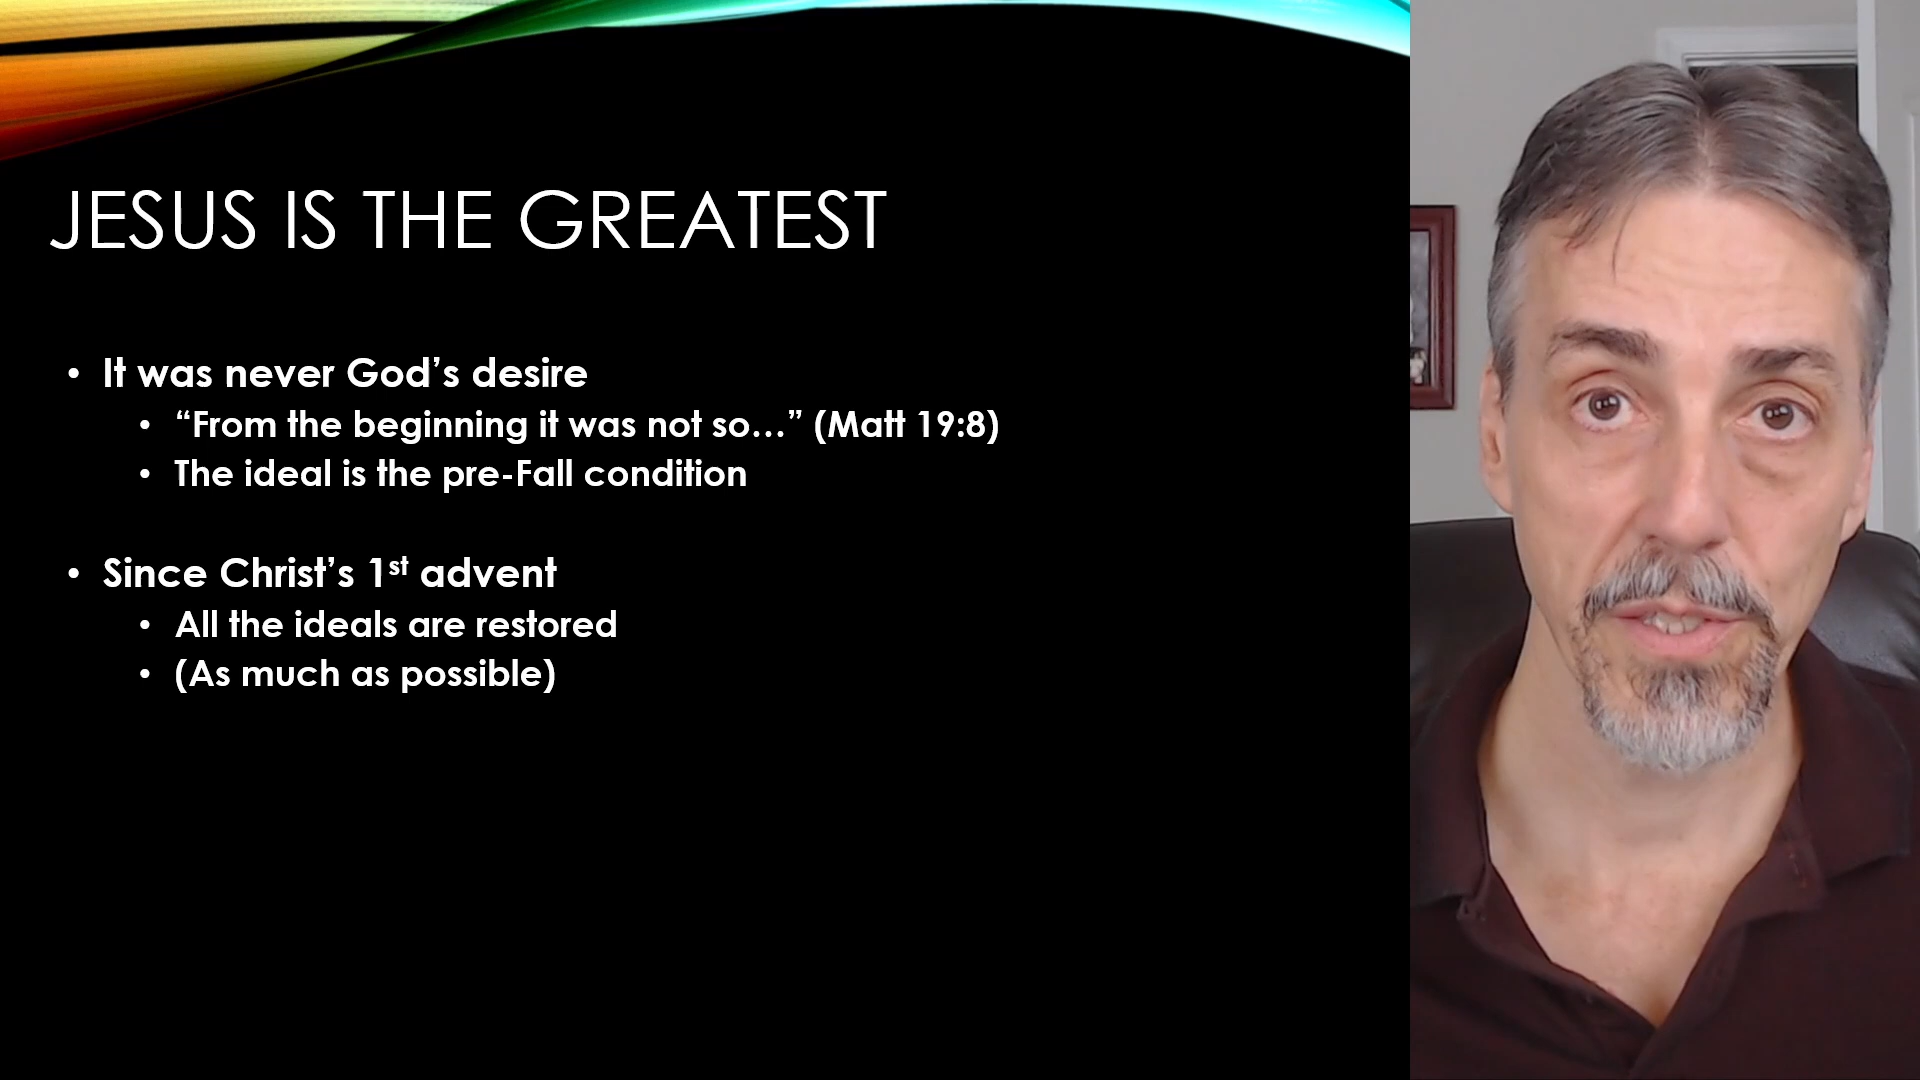 JESUS IS THE GREATEST
• It was never God’s desire
• “From the beginning it was not so…” (Matt 19:8)
• The ideal is the pre-Fall condition
• Since Christ’s 1st advent
• All the ideals are restored
• (As much as possible)